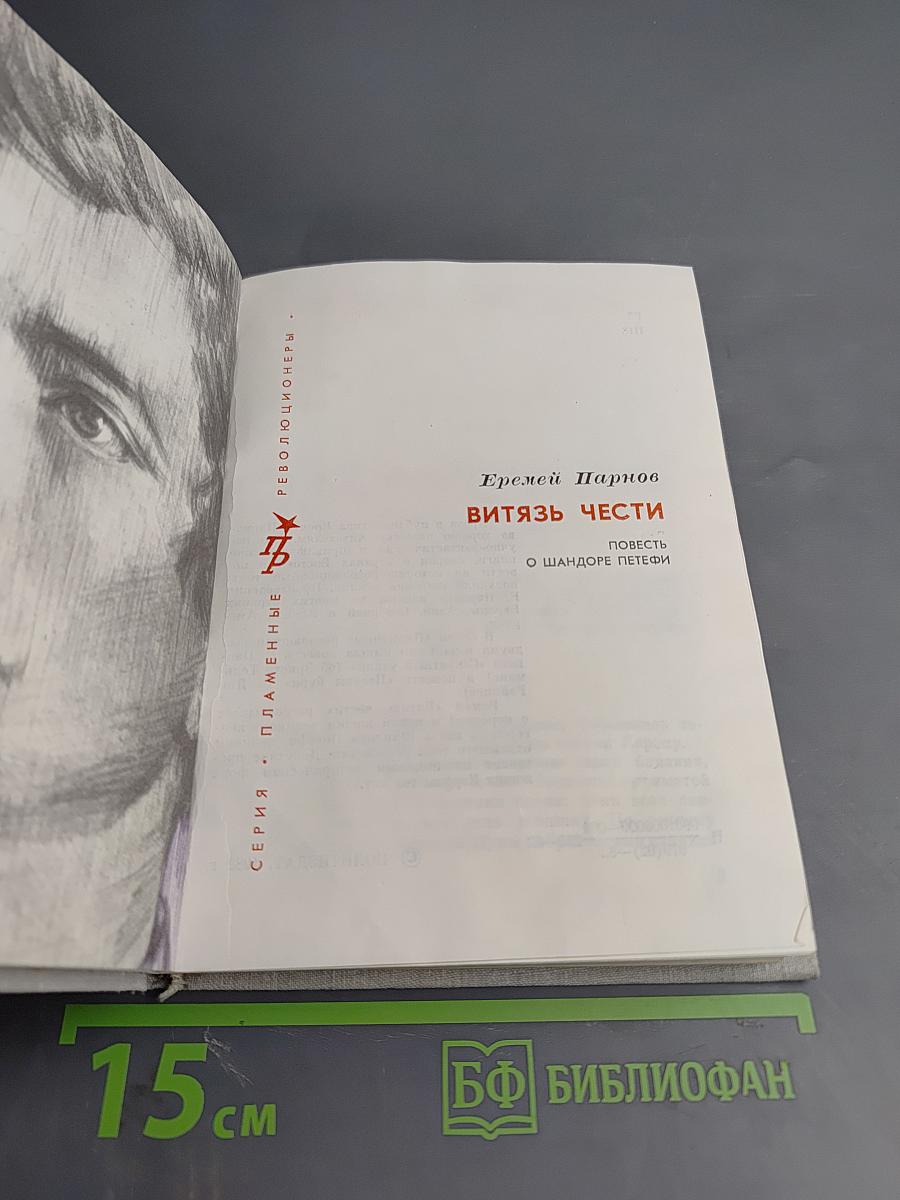 СЕРИЯ • ПЛАМЕННЫЕ ПР РЕВОЛЮЦИОНЕРЫ •
Еремей Парнов
ВИТЯЗЬ ЧЕСТИ
ПОВЕСТЬ
О ШАНДОРЕ ПЕТЕФИ
15 см
БФ БИБЛИОФАН